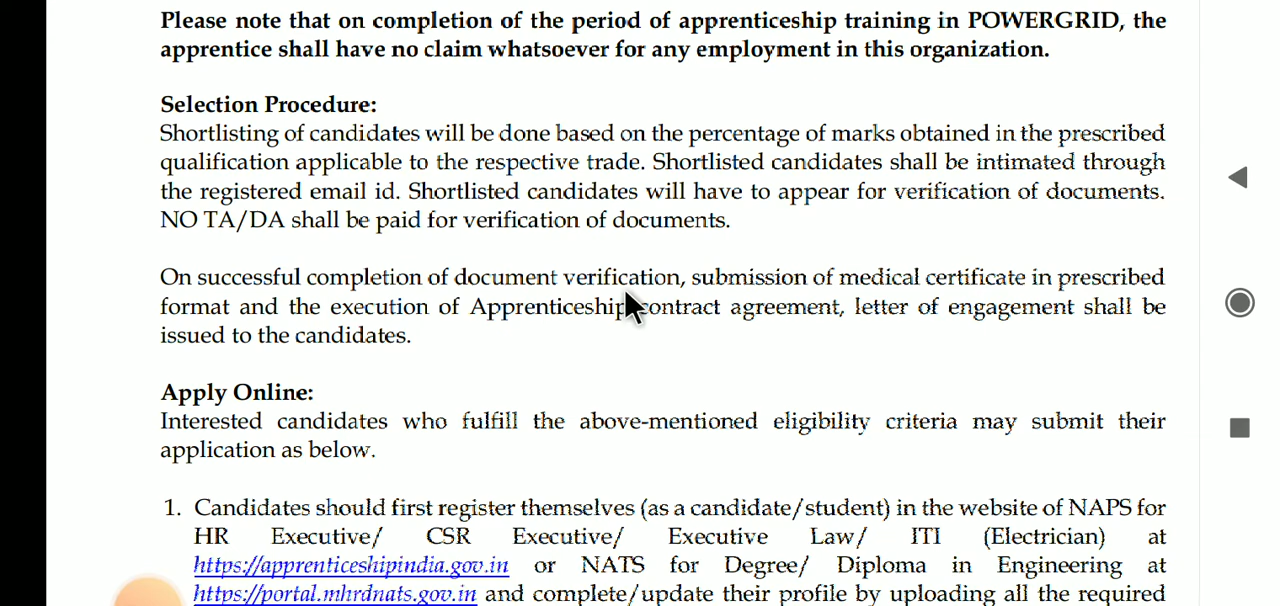 Please note that on completion of the period of apprenticeship training in POWERGRID, the
apprentice shall have no claim whatsoever for any employment in this organization.
Selection Procedure:
Shortlisting of candidates will be done based on the percentage of marks obtained in the prescribed
qualification applicable to the respective trade. Shortlisted candidates shall be intimated through
the registered email id. Shortlisted candidates will have to appear for verification of documents.
NO TA/DA shall be paid for verification of documents.
On successful completion of document verification, submission of medical certificate in prescribed
format and the execution of Apprenticeship contract agreement, letter of engagement shall be
issued to the candidates.
Apply Online:
Interested candidates who fulfill the above-mentioned eligibility criteria may submit their
application as below.
1. Candidates should first register themselves (as a candidate/student) in the website of NAPS for
HR Executive/ CSR Executive/ Executive Law/ ITI (Electrician) at
https://apprenticeshipindia.gov.in or NATS for Degree/ Diploma in Engineering at
https://portal.mhrdnats.gov.in and complete/update their profile by uploading all the required